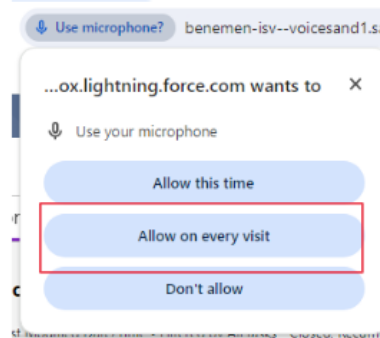 Use microphone? benemen-isv--voicesand1.sa
...ox.lightning.force.com wants to
Use your microphone
Allow this time
Allow on every visit
Don't allow